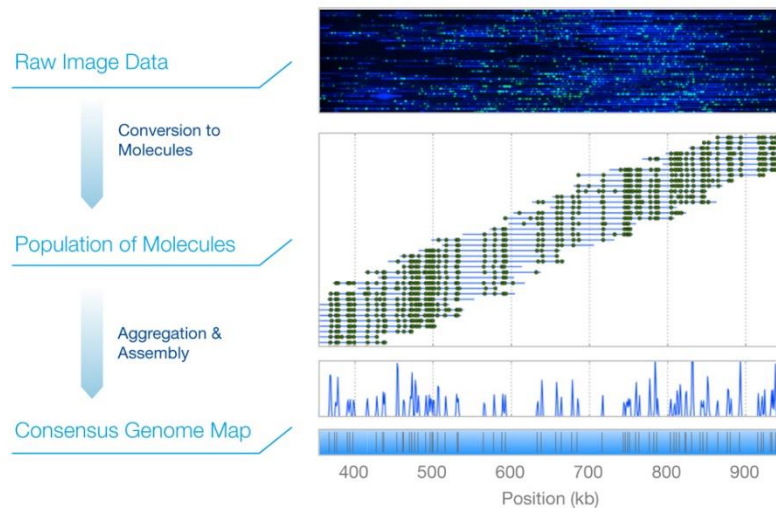 Raw Image Data
Conversion to
Molecules
Population of Molecules
Aggregation &
Assembly
Consensus Genome Map
400 500 600 700 800 900
Position (kb)